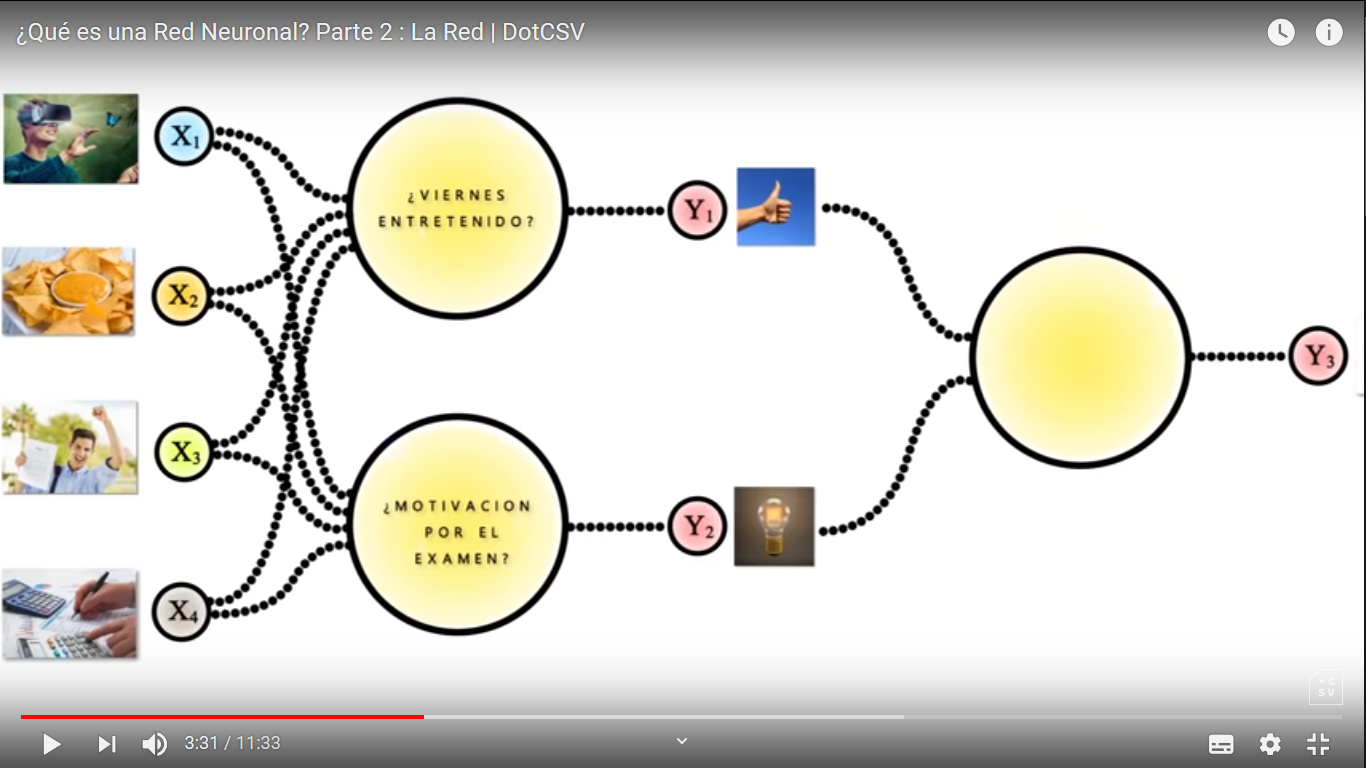 ¿Qué es una Red Neuronal? Parte 2 : La Red | DotCSV
X1
¿VIERNES
ENTRETENIDO?
Y1
X2
Y3
X3
¿MOTIVACION
POR EL
EXAMEN?
Y2
X4
C
SV
3:31 / 11:33